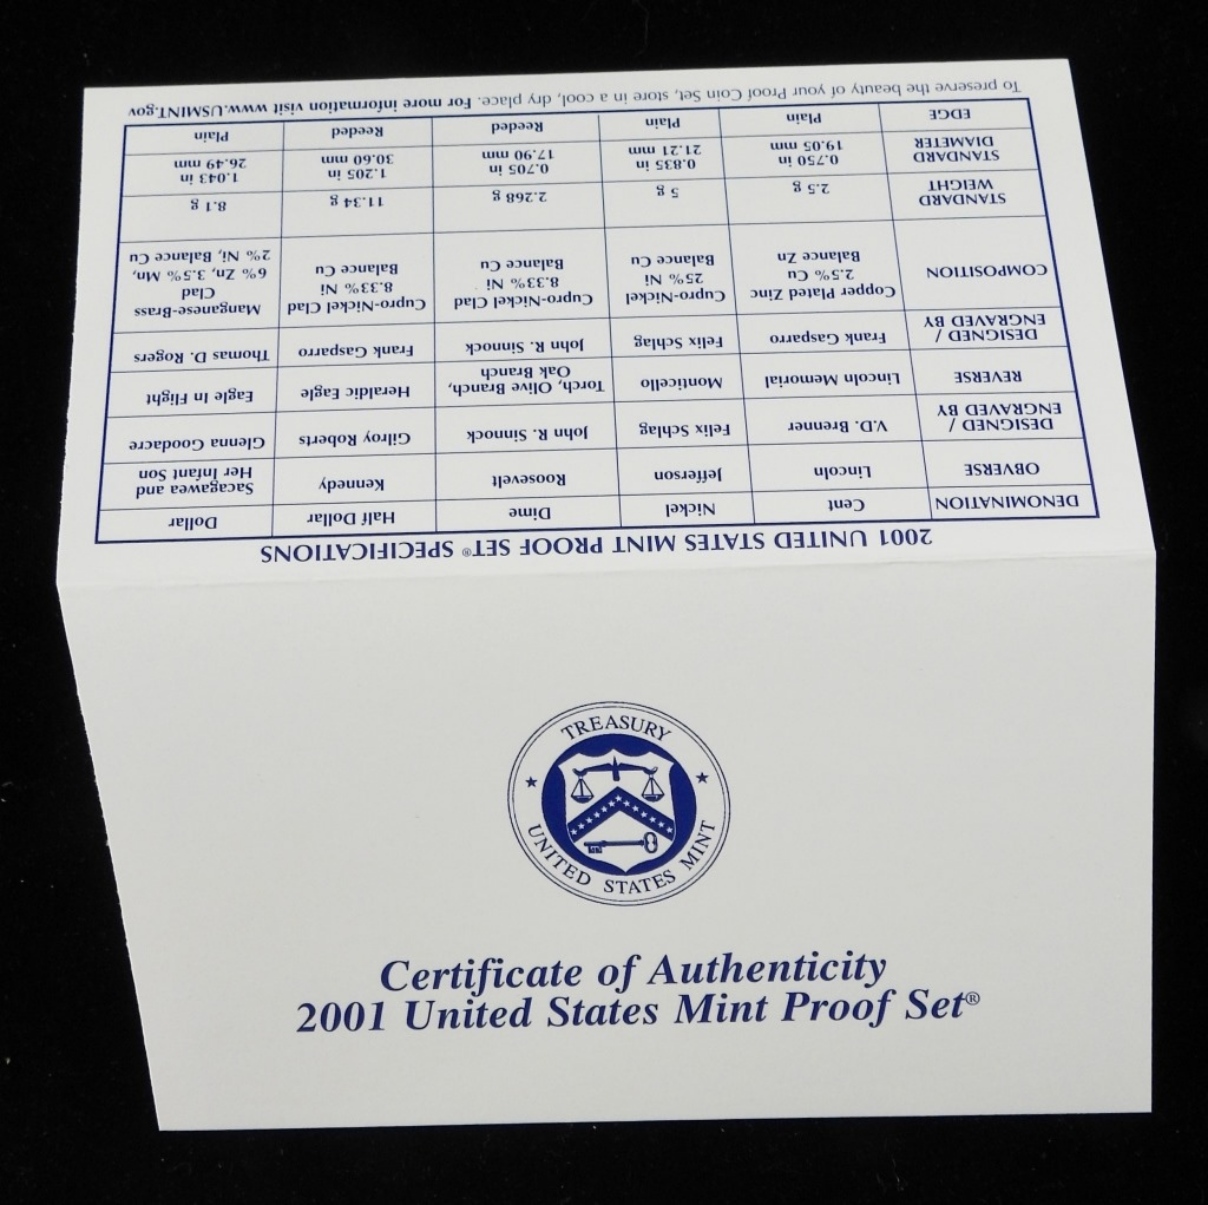 TREASURY
UNITED STATES MINT
Certificate of Authenticity
2001 United States Mint Proof Set®
2001 UNITED STATES MINT PROOF SET® SPECIFICATIONS
DENOMINATION Cent Nickel Dime Half Dollar Dollar
OBVERSE Lincoln Jefferson Roosevelt Kennedy Sacagawea and
Her Infant Son
DESIGNED /
ENGRAVED BY V.D. Brenner Felix Schlag John R. Sinnock Gilroy Roberts Glenna Goodacre
REVERSE Lincoln Memorial Monticello Torch, Olive Branch,
Oak Branch Heraldic Eagle Eagle In Flight
DESIGNED /
ENGRAVED BY Frank Gasparro Felix Schlag John R. Sinnock Frank Gasparro Thomas D. Rogers
COMPOSITION Copper Plated Zinc
2.5% Cu
Balance Zn Cupro-Nickel
25% Ni
Balance Cu Cupro-Nickel Clad
8.33% Ni
Balance Cu Cupro-Nickel Clad
8.33% Ni
Balance Cu Manganese-Brass
Clad
6% Zn, 3.5% Mn,
2% Ni, Balance Cu
STANDARD
WEIGHT 2.5 g 5 g 2.268 g 11.34 g 8.1 g
STANDARD
DIAMETER 0.750 in
19.05 mm 0.835 in
21.21 mm 0.705 in
17.90 mm 1.205 in
30.60 mm 1.043 in
26.49 mm
EDGE Plain Plain Reeded Reeded Plain
To preserve the beauty of your Proof Coin Set, store in a cool, dry place. For more information visit www.USMINT.gov